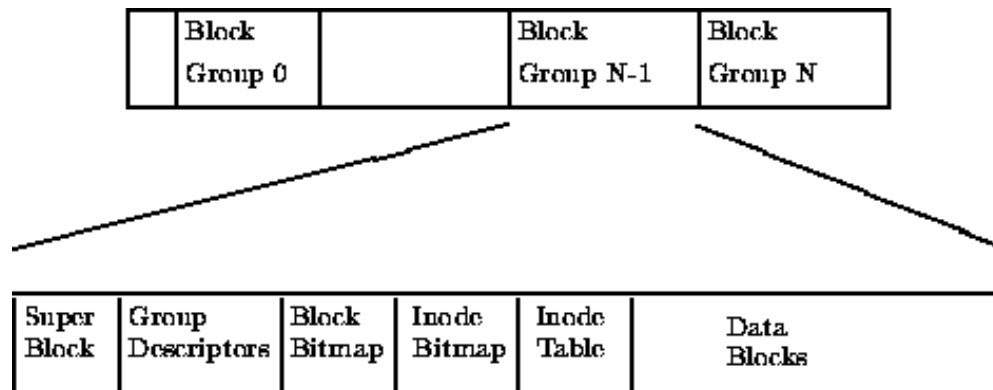 Block Block Block
Group 0 Group N-1 Group N
Super Group Block Inode Inode Data
Block Descriptors Bitmap Bitmap Table Blocks